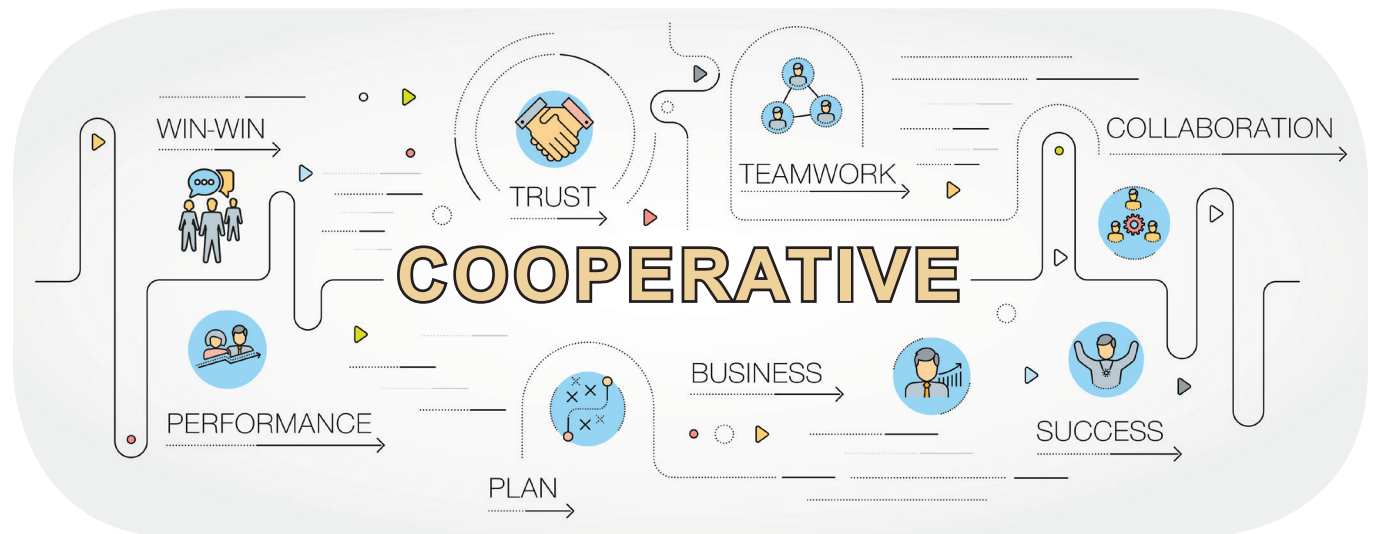 WIN-WIN
TRUST
TEAMWORK
COLLABORATION
COOPERATIVE
PERFORMANCE
PLAN
BUSINESS
SUCCESS